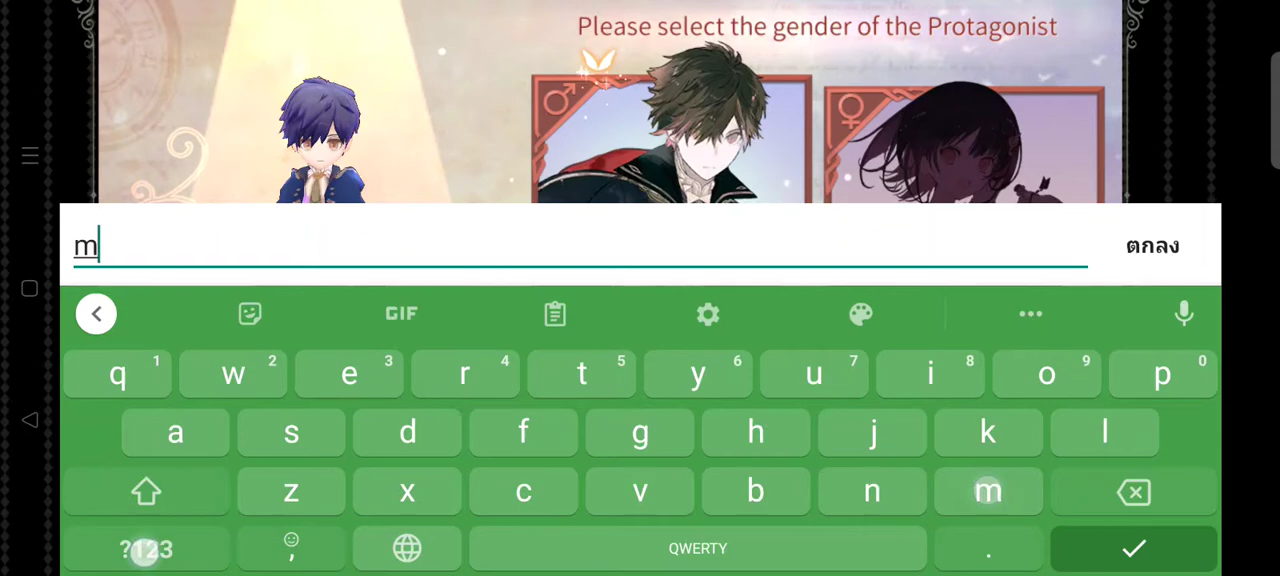 Please select the gender of the Protagonist
m
ตกลง
GIF
q 1 w 2 e 3 r 4 t 5 y 6 u 7 i 8 o 9 p 0
a s d f g h j k l
z x c v b n m
?123 , QWERTY .